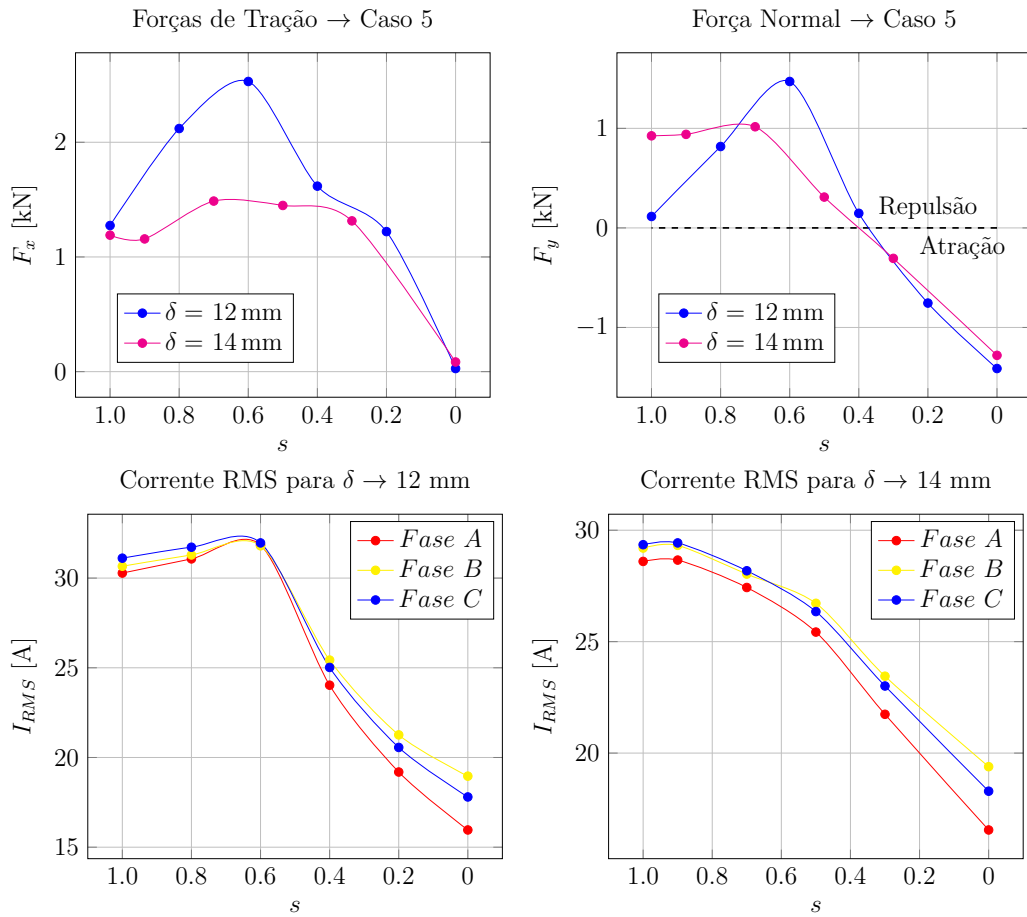 Forças de Tração → Caso 5
2
1
0
F_x [kN]
δ = 12 mm
δ = 14 mm
1.0 0.8 0.6 0.4 0.2 0
s
Força Normal → Caso 5
1
0
−1
F_y [kN]
Repulsão
Atração
δ = 12 mm
δ = 14 mm
1.0 0.8 0.6 0.4 0.2 0
s
Corrente RMS para δ → 12 mm
30
25
20
15
I_{RMS} [A]
Fase A
Fase B
Fase C
1.0 0.8 0.6 0.4 0.2 0
s
Corrente RMS para δ → 14 mm
30
25
20
I_{RMS} [A]
Fase A
Fase B
Fase C
1.0 0.8 0.6 0.4 0.2 0
s